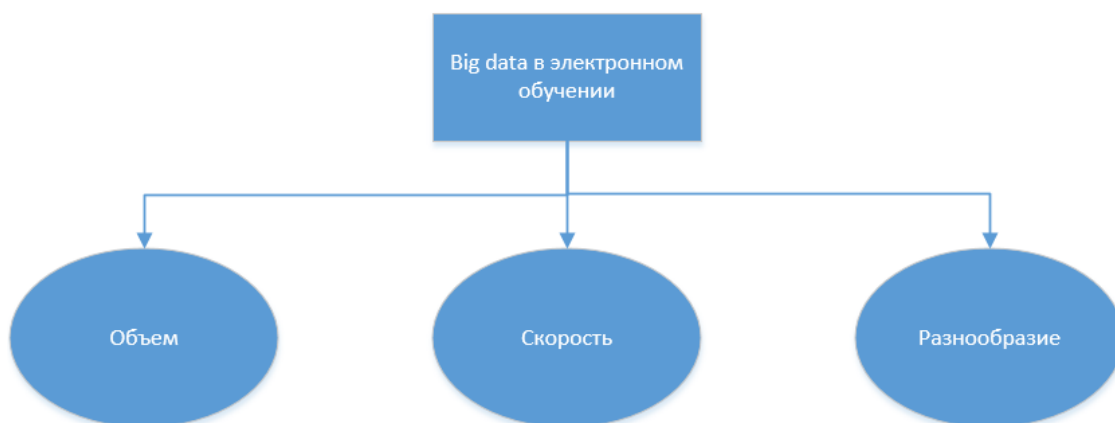 Big data в электронном
обучении
Объем
Скорость
Разнообразие